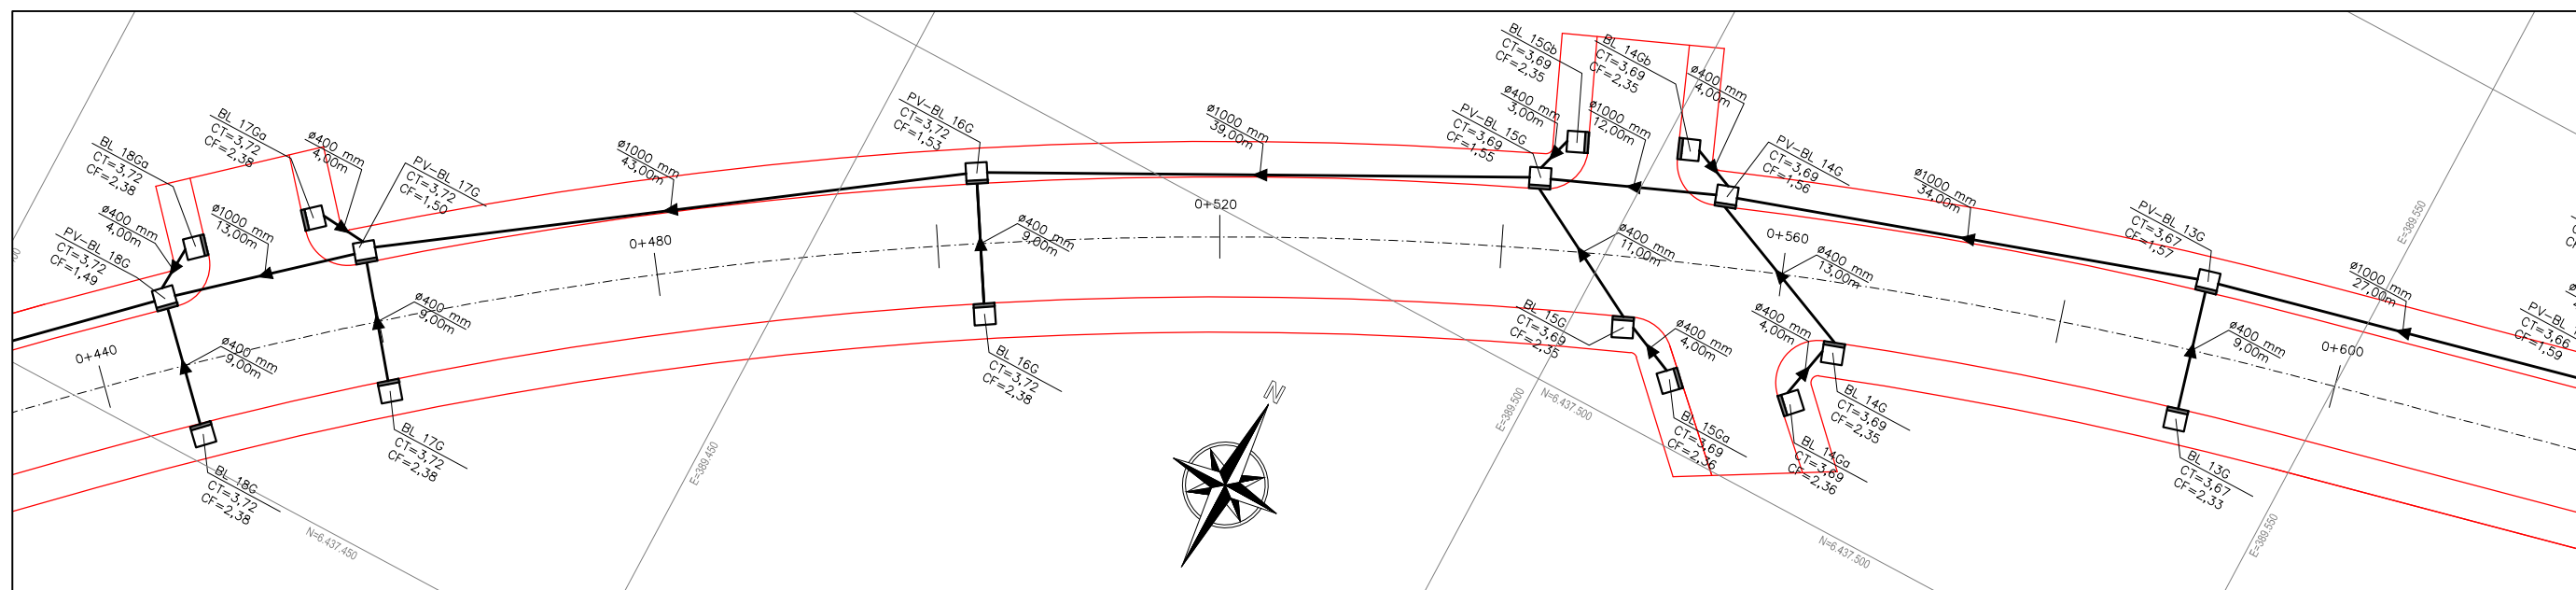 BL 18Ga
CT=3,72
CF=2,38
BL 17Ga
CT=3,72
CF=2,38
ø400 mm
4,00m
PV-BL 17G
CT=3,72
CF=1,50
ø400 mm
4,00m
ø1000 mm
13,00m
PV-BL 18G
CT=3,72
CF=1,49
0+440
ø400 mm
9,00m
ø400 mm
9,00m
BL 18G
CT=3,72
CF=2,38
BL 17G
CT=3,72
CF=2,38
N=6.437.450
ø1000 mm
43,00m
0+480
E=389.450
PV-BL 16G
CT=3,72
CF=1,53
ø400 mm
9,00m
BL 16G
CT=3,72
CF=2,38
ø1000 mm
39,00m
0+520
N
BL 15Gb
CT=3,69
CF=2,35
BL 14Gb
CT=3,69
CF=2,35
ø400 mm
4,00m
ø400 mm
3,00m
ø1000 mm
12,00m
PV-BL 15G
CT=3,69
CF=1,55
PV-BL 14G
CT=3,69
CF=1,56
ø400 mm
11,00m
0+560
ø400 mm
13,00m
BL 15G
CT=3,69
CF=2,35
ø400 mm
4,00m
ø400 mm
4,00m
E=389.500
N=6.437.500
BL 15Ga
CT=3,69
CF=2,36
BL 14G
CT=3,69
CF=2,35
BL 14Ga
CT=3,69
CF=2,36
N=6.437.500
ø1000 mm
34,00m
PV-BL 13G
CT=3,67
CF=1,57
ø400 mm
9,00m
BL 13G
CT=3,67
CF=2,33
E=389.550
E=389.550
ø1000 mm
27,00m
0+600
CT=3,66
CF=1,59